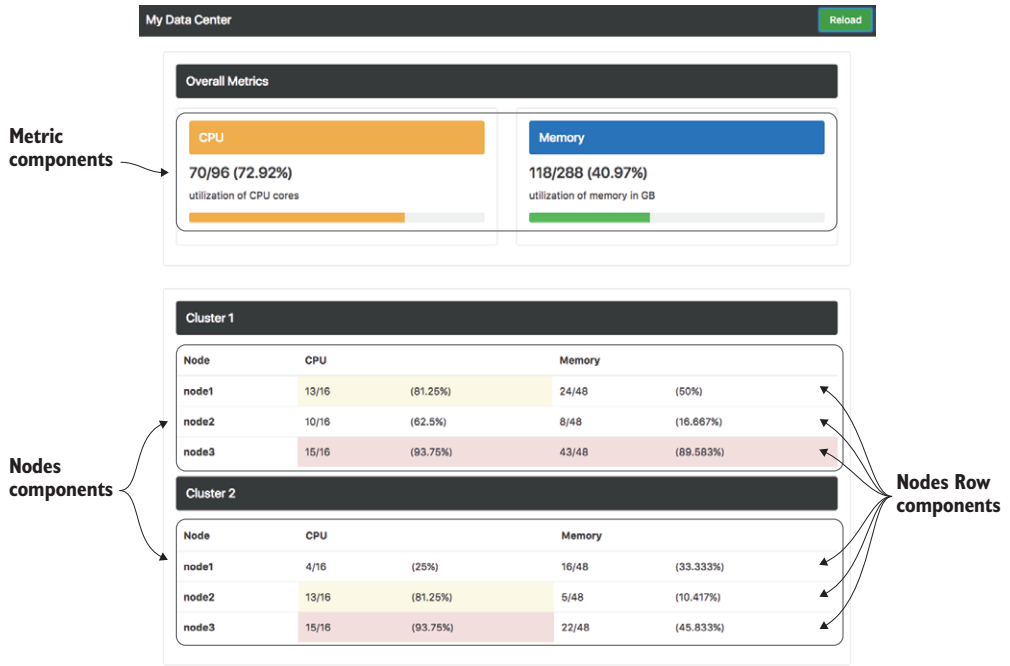 My Data Center Reload
Overall Metrics
Metric
components
CPU Memory
70/96 (72.92%) 118/288 (40.97%)
utilization of CPU cores utilization of memory in GB
Cluster 1
Node CPU Memory
node1 13/16 (81.25%) 24/48 (50%)
node2 10/16 (62.5%) 8/48 (16.667%)
node3 15/16 (93.75%) 43/48 (89.583%)
Nodes
components
Nodes Row
components
Cluster 2
Node CPU Memory
node1 4/16 (25%) 16/48 (33.333%)
node2 13/16 (81.25%) 5/48 (10.417%)
node3 15/16 (93.75%) 22/48 (45.833%)